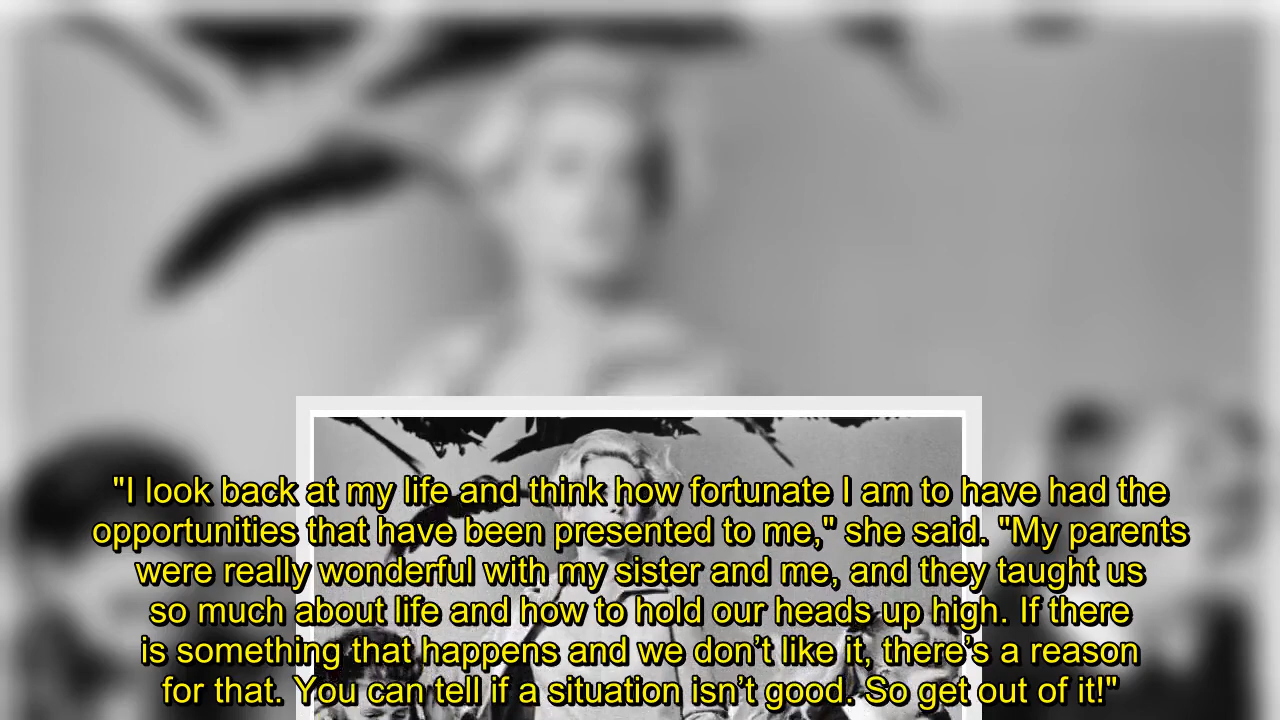 "I look back at my life and think how fortunate I am to have had the
opportunities that have been presented to me," she said. "My parents
were really wonderful with my sister and me, and they taught us
so much about life and how to hold our heads up high. If there
is something that happens and we don’t like it, there’s a reason
for that. You can tell if a situation isn’t good. So get out of it!"